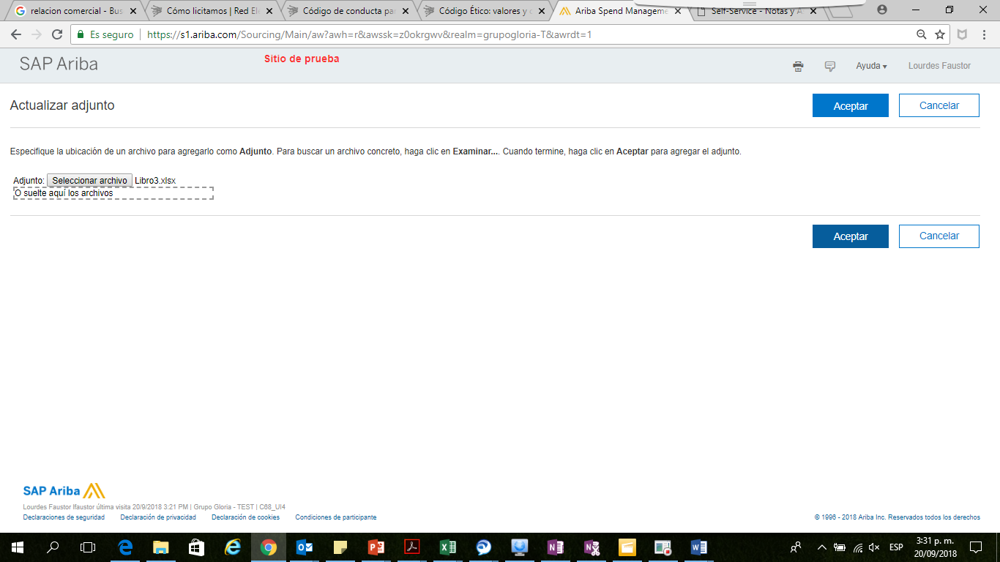 relacion comercial - Bus
Cómo licitamos | Red Ele
Código de conducta par
Código Ético: valores y c
Ariba Spend Manageme
Self-Service - Notas y A
Es seguro
https://s1.ariba.com/Sourcing/Main/aw?awh=r&awssk=z0okrgwv&realm=grupogloria-T&awrdt=1
SAP Ariba
Sitio de prueba
Ayuda
Lourdes Faustor
Actualizar adjunto
Aceptar
Cancelar
Especifique la ubicación de un archivo para agregarlo como Adjunto. Para buscar un archivo concreto, haga clic en Examinar.... Cuando termine, haga clic en Aceptar para agregar el adjunto.
Adjunto: Seleccionar archivo Libro3.xlsx
O suelte aquí los archivos
Aceptar
Cancelar
SAP Ariba
Lourdes Faustor lfaustor última visita 20/9/2018 3:21 PM | Grupo Gloria - TEST | C68_UI4
Declaraciones de seguridad Declaración de privacidad Declaración de cookies Condiciones de participante
© 1996 - 2018 Ariba Inc. Reservados todos los derechos
ESP
3:31 p. m.
20/09/2018